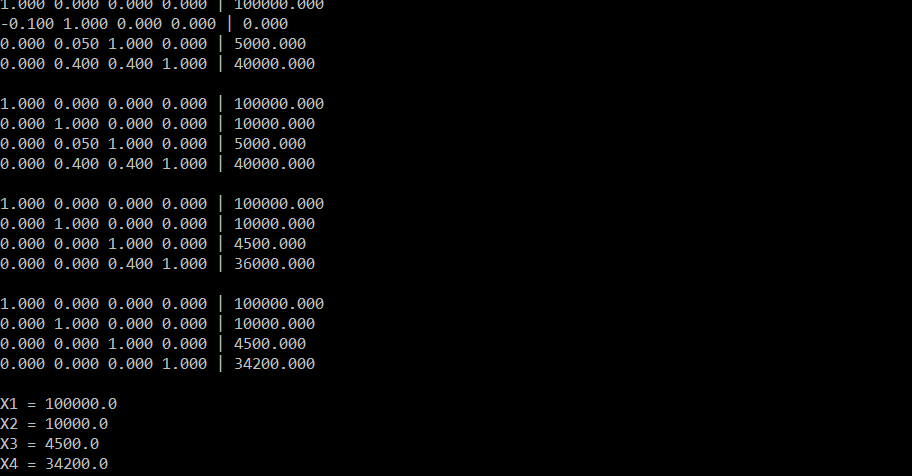 1.000 0.000 0.000 0.000 | 100000.000
-0.100 1.000 0.000 0.000 | 0.000
0.000 0.050 1.000 0.000 | 5000.000
0.000 0.400 0.400 1.000 | 40000.000
1.000 0.000 0.000 0.000 | 100000.000
0.000 1.000 0.000 0.000 | 10000.000
0.000 0.050 1.000 0.000 | 5000.000
0.000 0.400 0.400 1.000 | 40000.000
1.000 0.000 0.000 0.000 | 100000.000
0.000 1.000 0.000 0.000 | 10000.000
0.000 0.000 1.000 0.000 | 4500.000
0.000 0.000 0.400 1.000 | 36000.000
1.000 0.000 0.000 0.000 | 100000.000
0.000 1.000 0.000 0.000 | 10000.000
0.000 0.000 1.000 0.000 | 4500.000
0.000 0.000 0.000 1.000 | 34200.000
X1 = 100000.0
X2 = 10000.0
X3 = 4500.0
X4 = 34200.0